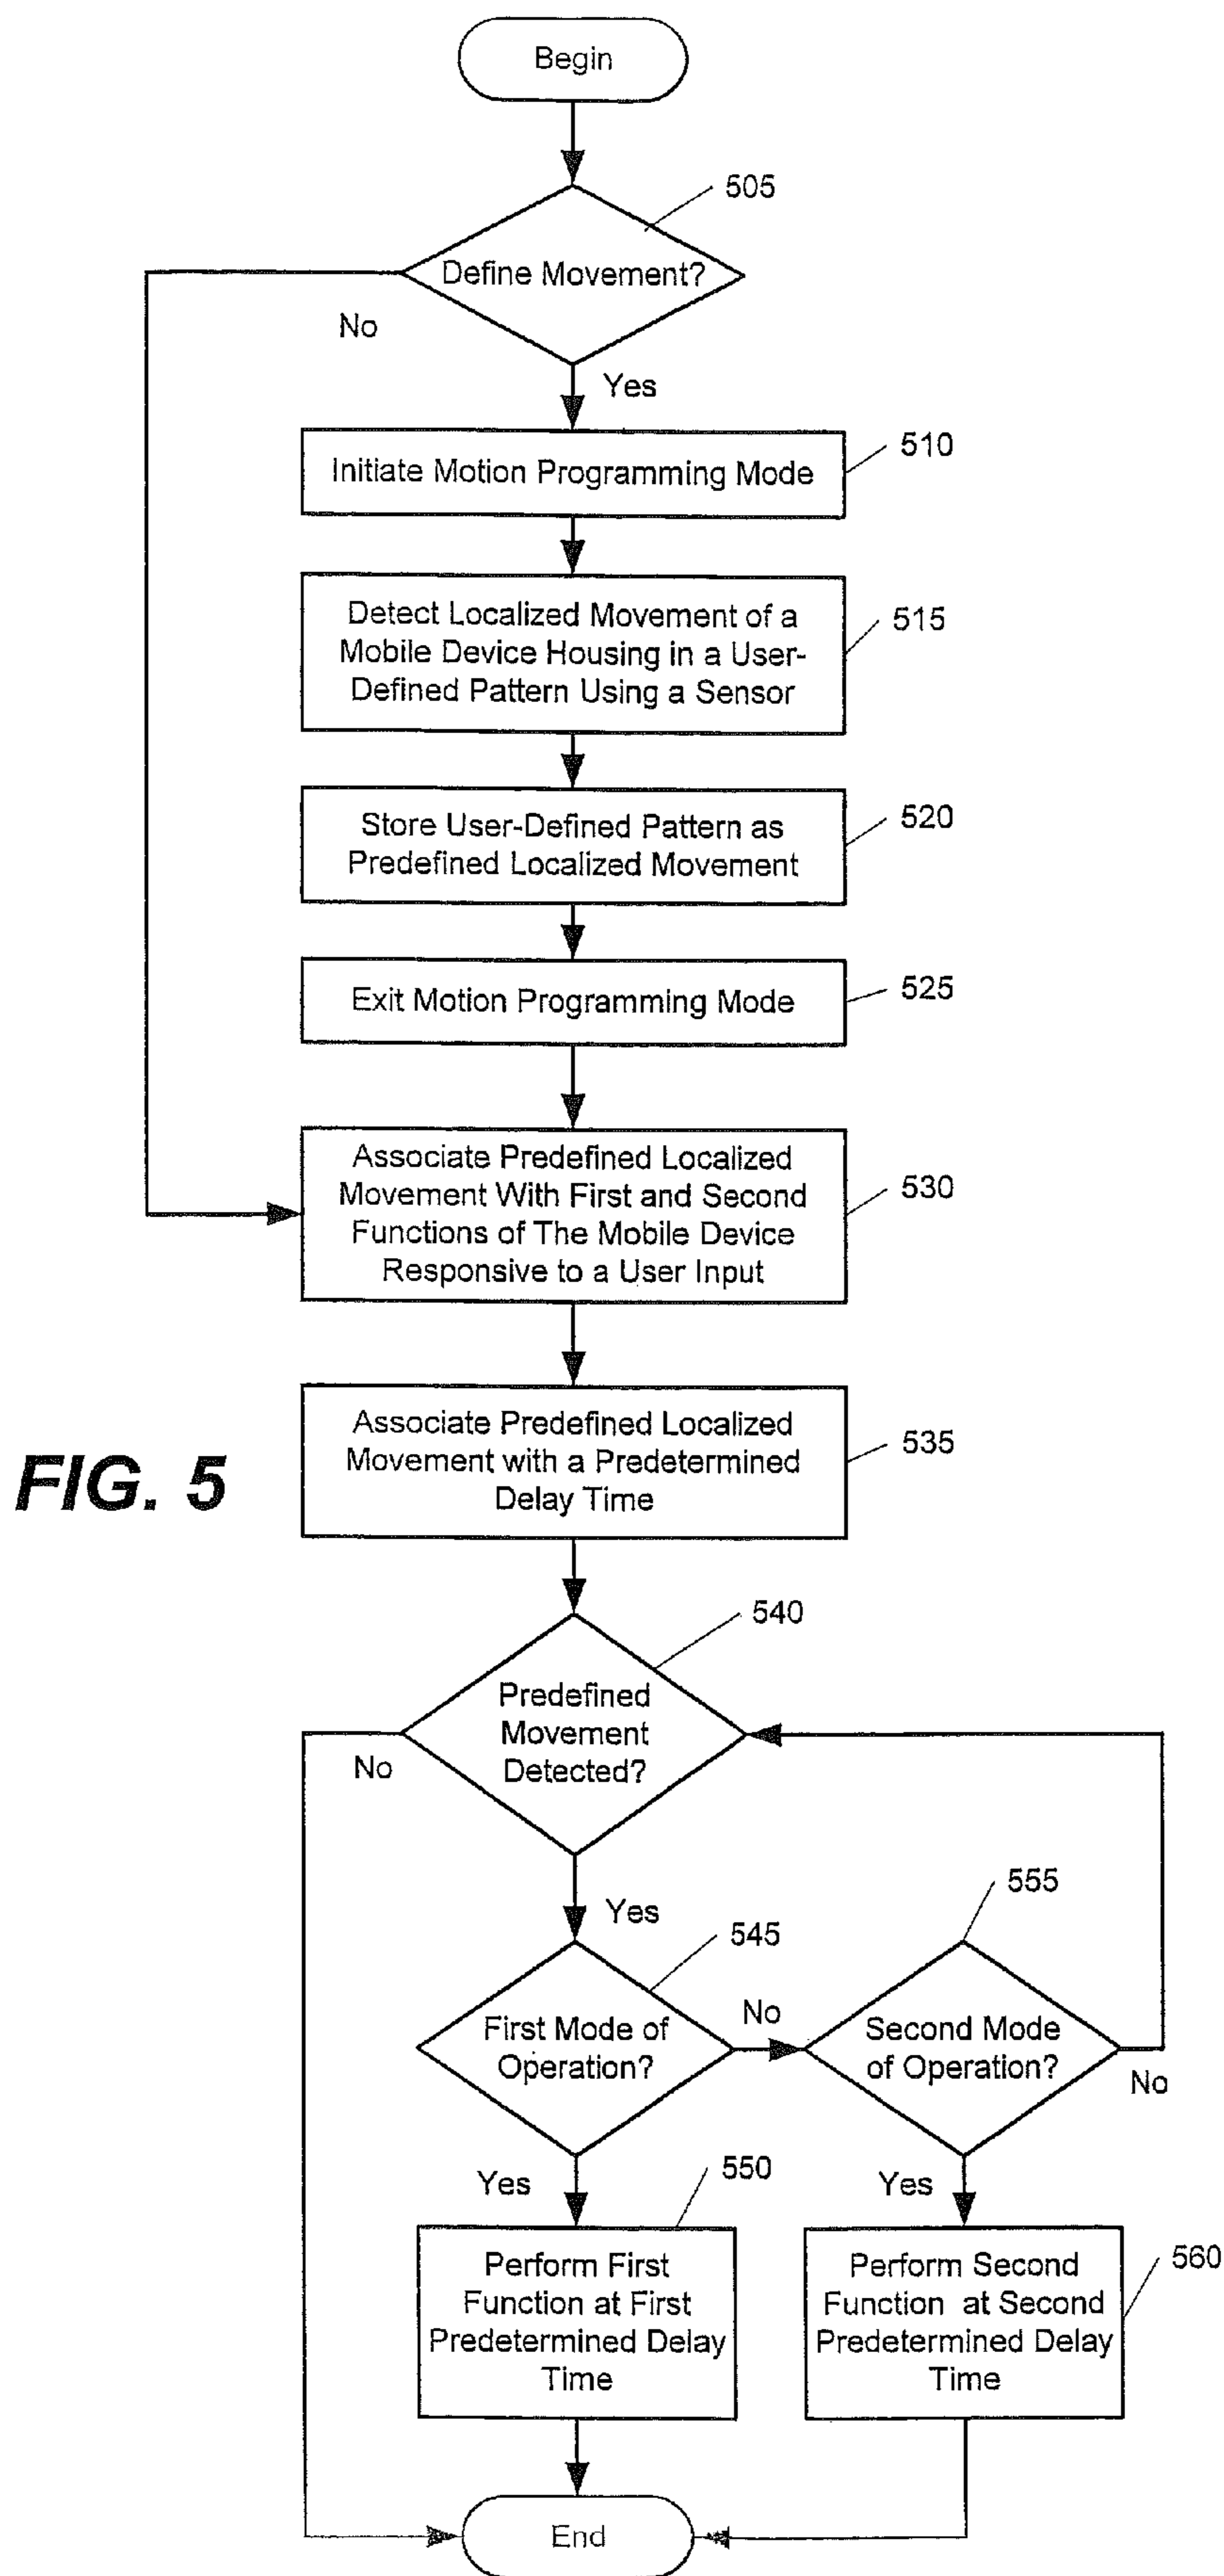 Begin
505
Define Movement?
No
Yes
510
Initiate Motion Programming Mode
Detect Localized Movement of a
Mobile Device Housing in a User-
Defined Pattern Using a Sensor
515
Store User-Defined Pattern as
Predefined Localized Movement
520
Exit Motion Programming Mode
525
Associate Predefined Localized
Movement With First and Second
Functions of The Mobile Device
Responsive to a User Input
530
Associate Predefined Localized
Movement with a Predetermined
Delay Time
535
FIG. 5
540
Predefined
Movement
Detected?
No
Yes
545
555
First Mode of
Operation?
No
Second Mode
of Operation?
No
Yes
550
Yes
560
Perform First
Function at First
Predetermined Delay
Time
Perform Second
Function at Second
Predetermined Delay
Time
End